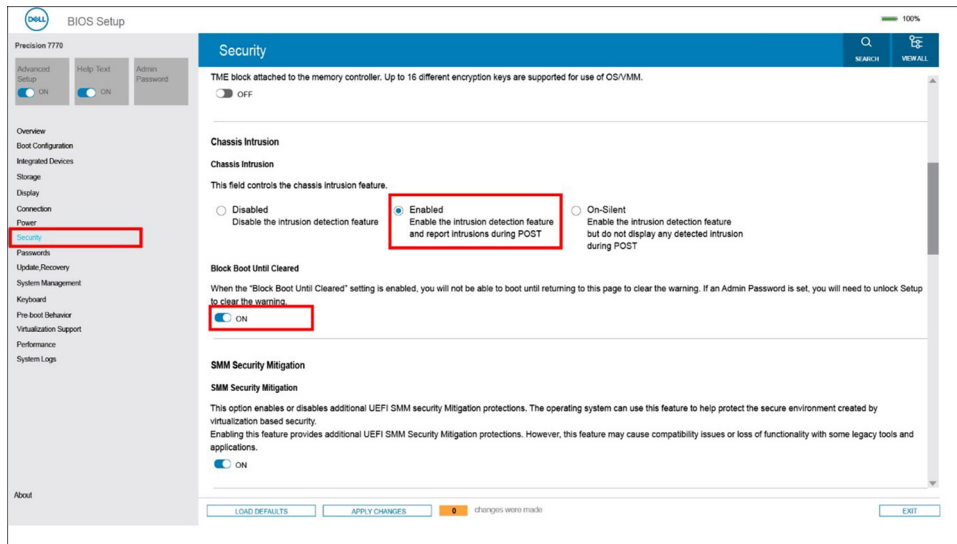 DELL
BIOS Setup
100%
Precision 7770
Advanced Setup
ON
Help Text
ON
Admin Password
Security
SEARCH
VIEW ALL
Overview
Boot Configuration
Integrated Devices
Storage
Display
Connection
Power
Security
Passwords
Update,Recovery
System Management
Keyboard
Pre-boot Behavior
Virtualization Support
Performance
System Logs
About
TME block attached to the memory controller. Up to 16 different encryption keys are supported for use of OS/VMM.
OFF
Chassis Intrusion
Chassis Intrusion
This field controls the chassis intrusion feature.
Disabled
Disable the intrusion detection feature
Enabled
Enable the intrusion detection feature
and report intrusions during POST
On-Silent
Enable the intrusion detection feature
but do not display any detected intrusion
during POST
Block Boot Until Cleared
When the "Block Boot Until Cleared" setting is enabled, you will not be able to boot until returning to this page to clear the warning. If an Admin Password is set, you will need to unlock Setup
to clear the warning.
ON
SMM Security Mitigation
SMM Security Mitigation
This option enables or disables additional UEFI SMM security Mitigation protections. The operating system can use this feature to help protect the secure environment created by
virtualization based security.
Enabling this feature provides additional UEFI SMM Security Mitigation protections. However, this feature may cause compatibility issues or loss of functionality with some legacy tools and
applications.
ON
LOAD DEFAULTS
APPLY CHANGES
0
changes were made
EXIT